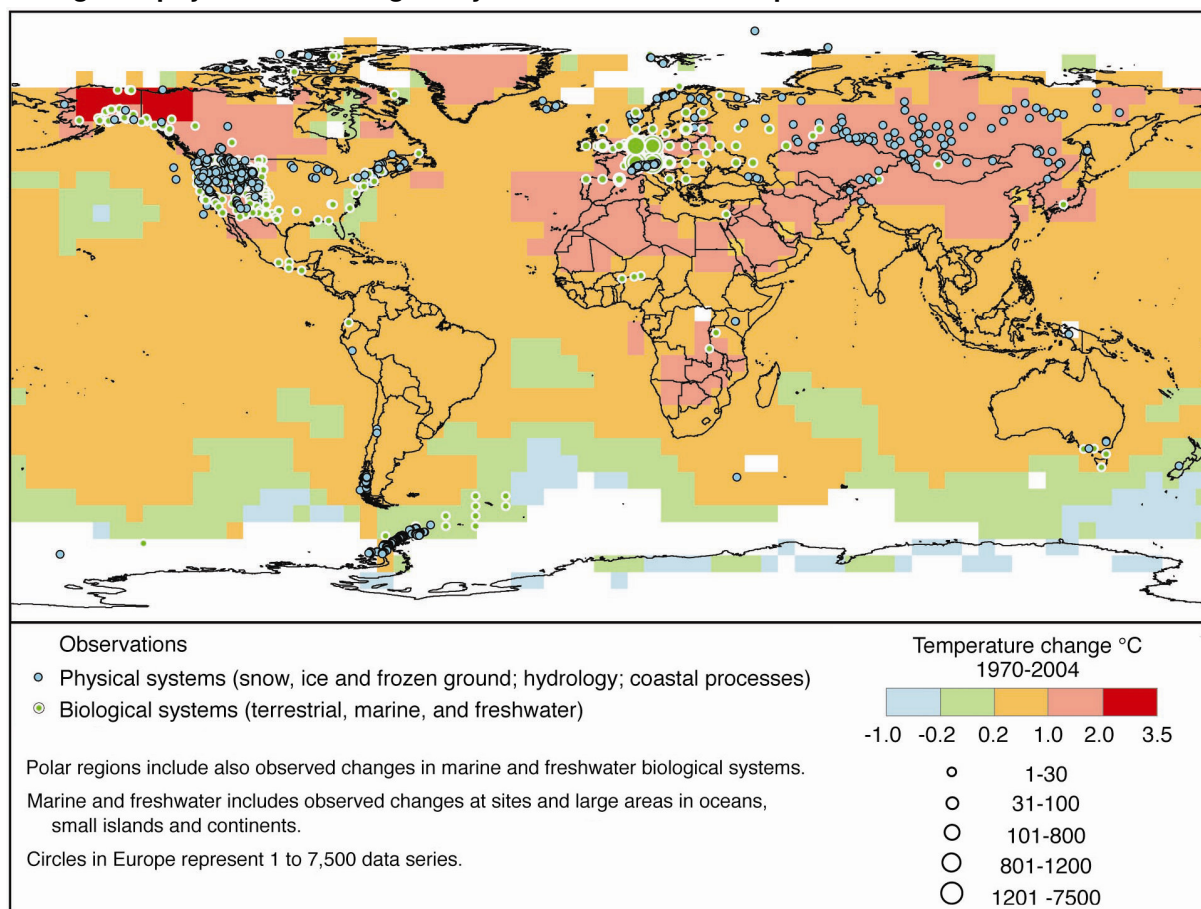 Observations
Physical systems (snow, ice and frozen ground; hydrology; coastal processes)
Biological systems (terrestrial, marine, and freshwater)
Polar regions include also observed changes in marine and freshwater biological systems.
Marine and freshwater includes observed changes at sites and large areas in oceans,
small islands and continents.
Circles in Europe represent 1 to 7,500 data series.
Temperature change °C
1970-2004
-1.0 -0.2 0.2 1.0 2.0 3.5
1-30
31-100
101-800
801-1200
1201 -7500